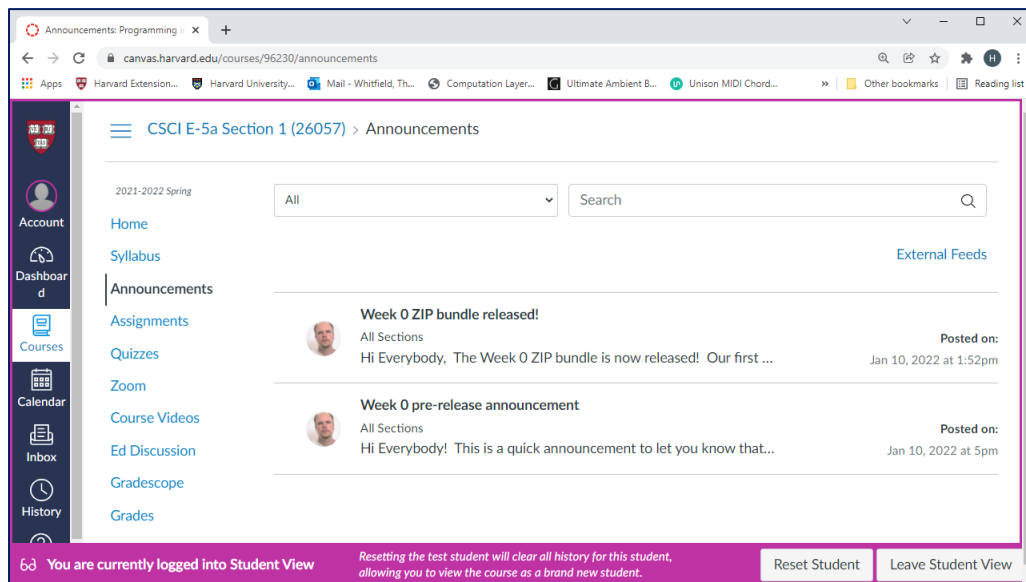 Announcements: Programming in
canvas.harvard.edu/courses/96230/announcements
H
Apps Harvard Extension... Harvard University... Mail - Whitfield, Th... Computation Layer... Ultimate Ambient B... Unison MIDI Chord... » Other bookmarks Reading list
CSCI E-5a Section 1 (26057) > Announcements
2021-2022 Spring
All
Search
Account
Home
Syllabus
External Feeds
Dashboar
d
Announcements
Assignments
Courses
Quizzes
Zoom
Calendar
Course Videos
Inbox
Ed Discussion
Gradescope
History
Grades
Week 0 ZIP bundle released!
All Sections
Posted on:
Hi Everybody, The Week 0 ZIP bundle is now released! Our first ...
Jan 10, 2022 at 1:52pm
Week 0 pre-release announcement
All Sections
Posted on:
Hi Everybody! This is a quick announcement to let you know that...
Jan 10, 2022 at 5pm
You are currently logged into Student View
Resetting the test student will clear all history for this student,
allowing you to view the course as a brand new student.
Reset Student
Leave Student View